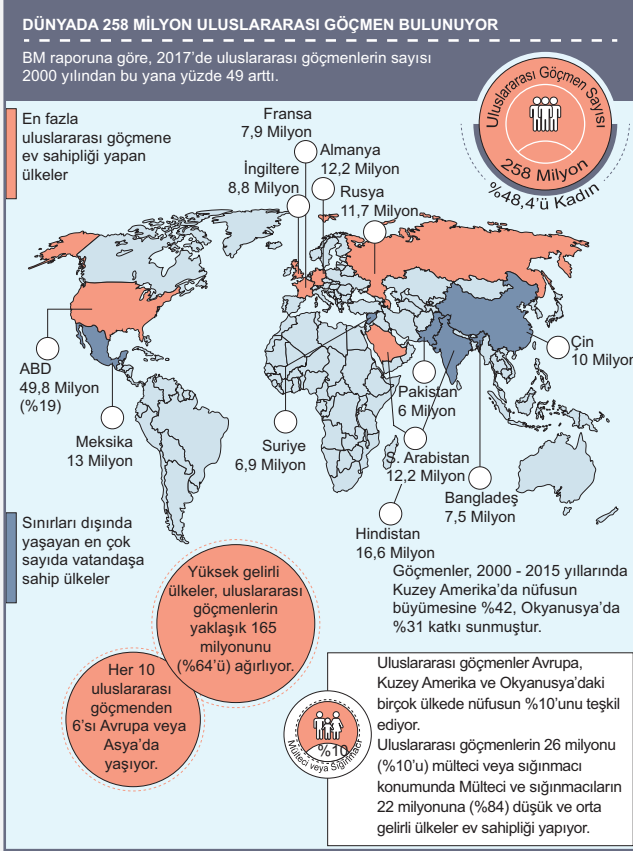 DÜNYADA 258 MİLYON ULUSLARARASI GÖÇMEN BULUNUYOR
BM raporuna göre, 2017'de uluslararası göçmenlerin sayısı
2000 yılından bu yana yüzde 49 arttı.
Uluslararası Göçmen Sayısı
258 Milyon
%48,4'ü Kadın
En fazla
uluslararası göçmene
ev sahipliği yapan
ülkeler
Fransa
7,9 Milyon
Almanya
12,2 Milyon
İngiltere
8,8 Milyon
Rusya
11,7 Milyon
ABD
49,8 Milyon
(%19)
Meksika
13 Milyon
Suriye
6,9 Milyon
Pakistan
6 Milyon
S. Arabistan
12,2 Milyon
Çin
10 Milyon
Bangladeş
7,5 Milyon
Hindistan
16,6 Milyon
Sınırları dışında
yaşayan en çok
sayıda vatandaşa
sahip ülkeler
Göçmenler, 2000 - 2015 yıllarında
Kuzey Amerika'da nüfusun
büyümesine %42, Okyanusya'da
%31 katkı sunmuştur.
Yüksek gelirli
ülkeler, uluslararası
göçmenlerin
yaklaşık 165
milyonunu
(%64'ü) ağırlıyor.
Her 10
uluslararası
göçmenden
6'sı Avrupa veya
Asya'da
yaşıyor.
%10
Mülteci veya Sığınmacı
Uluslararası göçmenler Avrupa,
Kuzey Amerika ve Okyanusya'daki
birçok ülkede nüfusun %10'unu teşkil
ediyor.
Uluslararası göçmenlerin 26 milyonu
(%10'u) mülteci veya sığınmacı
konumunda Mülteci ve sığınmacıların
22 milyonuna (%84) düşük ve orta
gelirli ülkeler ev sahipliği yapıyor.